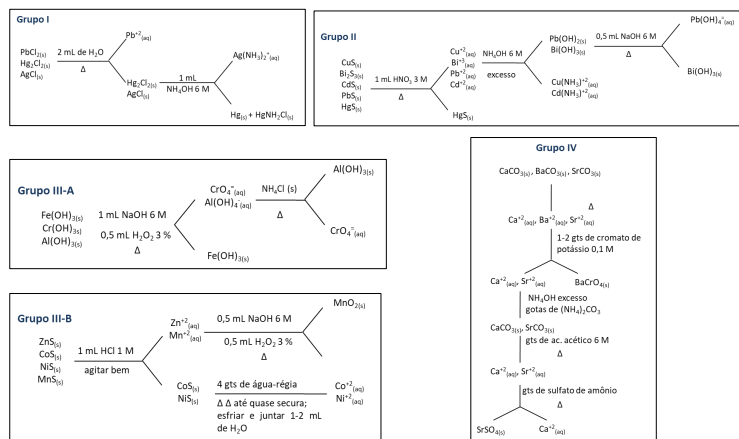 Grupo I
PbCl2(s)
Hg2Cl2(s)
AgCl(s)
2 mL de H2O
Δ
Pb+2(aq)
Hg2Cl2(s)
AgCl(s)
1 mL
NH4OH 6 M
Ag(NH3)2+(aq)
Hg(s) + HgNH2Cl(s)
Grupo II
CuS(s)
Bi2S3(s)
CdS(s)
PbS(s)
HgS(s)
1 mL HNO3 3 M
Δ
Cu+2(aq)
Bi+3(aq)
Pb+2(aq)
Cd+2(aq)
HgS(s)
NH4OH 6 M
excesso
Pb(OH)2(s)
Bi(OH)3(s)
Cu(NH3)+2(aq)
Cd(NH3)+2(aq)
0,5 mL NaOH 6 M
Δ
Pb(OH)4=(aq)
Bi(OH)3(s)
Grupo III-A
Fe(OH)3(s)
Cr(OH)3(s)
Al(OH)3(s)
1 mL NaOH 6 M
0,5 mL H2O2 3 %
Δ
CrO4=(aq)
Al(OH)4-(aq)
Fe(OH)3(s)
NH4Cl (s)
Δ
Al(OH)3(s)
CrO4=(aq)
Grupo III-B
ZnS(s)
CoS(s)
NiS(s)
MnS(s)
1 mL HCl 1 M
agitar bem
Zn+2(aq)
Mn+2(aq)
0,5 mL NaOH 6 M
0,5 mL H2O2 3 %
Δ
MnO2(s)
CoS(s)
NiS(s)
4 gts de água-régia
Δ Δ até quase secura;
esfriar e juntar 1-2 mL
de H2O
Co+2(aq)
Ni+2(aq)
Grupo IV
CaCO3(s), BaCO3(s), SrCO3(s)
Δ
Ca+2(aq), Ba+2(aq), Sr+2(aq)
1-2 gts de cromato de
potássio 0,1 M
Ca+2(aq), Sr+2(aq)
BaCrO4(s)
NH4OH excesso
gotas de (NH4)2CO3
CaCO3(s), SrCO3(s)
gts de ac. acético 6 M
Δ
Ca+2(aq), Sr+2(aq)
gts de sulfato de amônio
Δ
SrSO4(s)
Ca+2(aq)